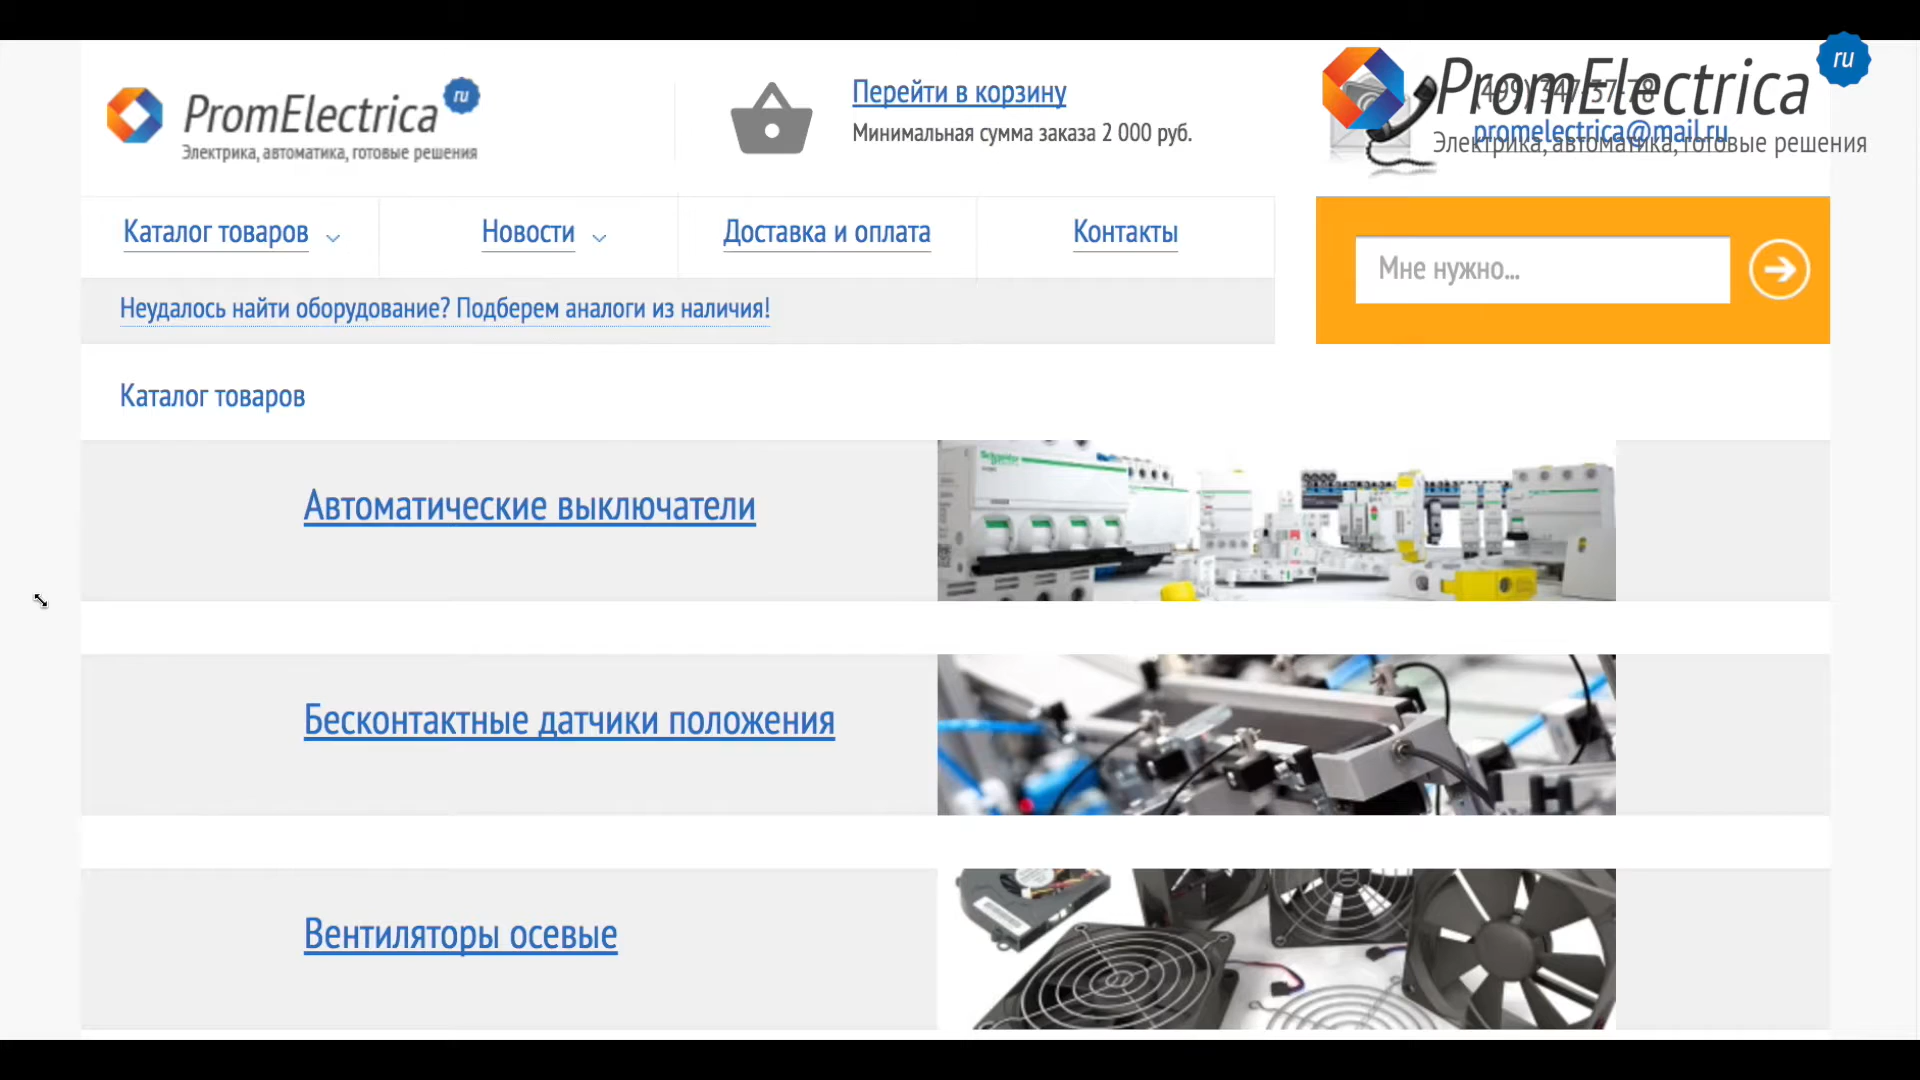 PromElectrica ru
Электрика, автоматика, готовые решения
Перейти в корзину
Минимальная сумма заказа 2 000 руб.
PromElectrica ru
promelectrica@mail.ru
Электрика, автоматика, готовые решения
Каталог товаров
Новости
Доставка и оплата
Контакты
Мне нужно...
Неудалось найти оборудование? Подберем аналоги из наличия!
Каталог товаров
Автоматические выключатели
Schneider
Бесконтактные датчики положения
Вентиляторы осевые